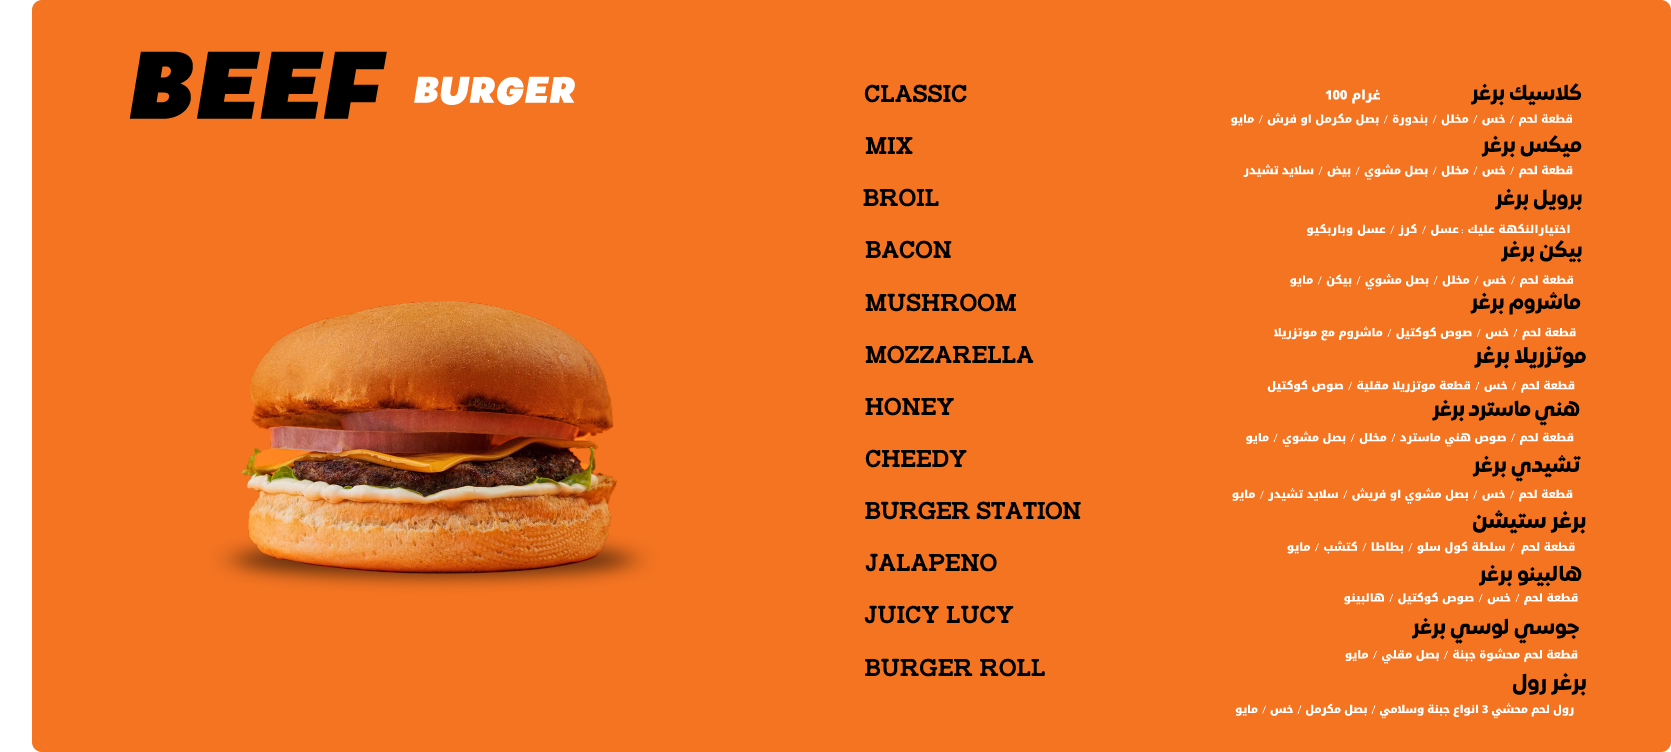 BEEF BURGER
CLASSIC
كلاسيك برغر 100 غرام
قطعة لحم / خس / مخلل / بندورة / بصل مكرمل او فرش / مايو
MIX
ميكس برغر
قطعة لحم / خس / مخلل / بصل مشوي / بيض / سلايد تشيدر
BROIL
برويل برغر
اختيارالنكهة عليك : عسل / كرز / عسل وباربكيو
BACON
بيكن برغر
قطعة لحم / خس / مخلل / بصل مشوي / بيكن / مايو
MUSHROOM
ماشروم برغر
قطعة لحم / خس / صوص كوكتيل / ماشروم مع موتزريلا
MOZZARELLA
موتزريلا برغر
قطعة لحم / خس / قطعة موتزريلا مقلية / صوص كوكتيل
HONEY
هني ماسترد برغر
قطعة لحم / صوص هني ماسترد / مخلل / بصل مشوي / مايو
CHEEDY
تشيدي برغر
قطعة لحم / خس / بصل مشوي او فريش / سلايد تشيدر / مايو
BURGER STATION
برغر ستيشن
قطعة لحم / سلطة كول سلو / بطاطا / كتشب / مايو
JALAPENO
هالبينو برغر
قطعة لحم / خس / صوص كوكتيل / هالبينو
JUICY LUCY
جوسي لوسي برغر
قطعة لحم محشوة جبنة / بصل مقلي / مايو
BURGER ROLL
برغر رول
رول لحم محشي 3 انواع جبنة وسلامي / بصل مكرمل / خس / مايو